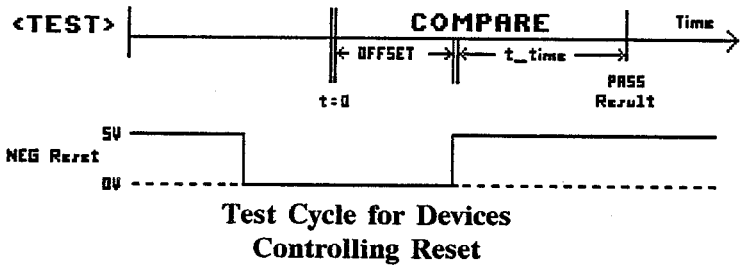 <TEST>
COMPARE
Time
OFFSET
t_time
t=0
PASS
Result
5V
NEG Reset
0V
Test Cycle for Devices
Controlling Reset